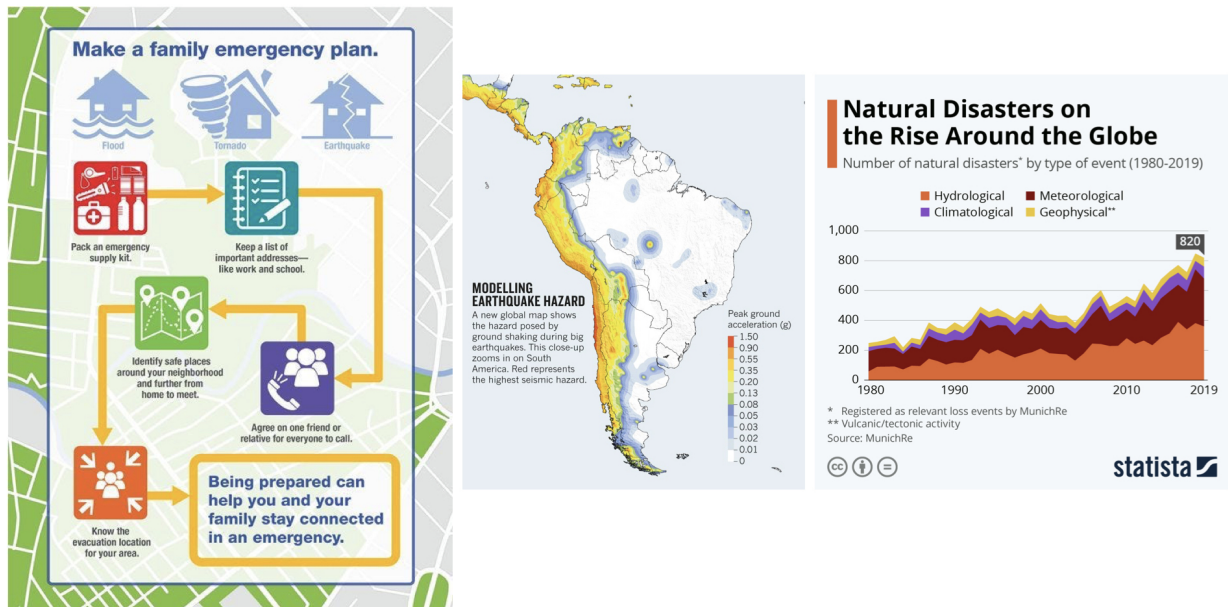 Make a family emergency plan.
Flood
Tornado
Earthquake
Pack an emergency
supply kit.
Keep a list of
important addresses—
like work and school.
Identify safe places
around your neighborhood
and further from
home to meet.
Agree on one friend or
relative for everyone to call.
Know the
evacuation location
for your area.
Being prepared can
help you and your
family stay connected
in an emergency.
MODELLING
EARTHQUAKE HAZARD
A new global map shows
the hazard posed by
ground shaking during big
earthquakes. This close-up
zooms in on South
America. Red represents
the highest seismic hazard.
Peak ground
acceleration (g)
1.50
0.90
0.55
0.35
0.20
0.13
0.08
0.05
0.03
0.02
0.01
0
Natural Disasters on
the Rise Around the Globe
Number of natural disasters* by type of event (1980-2019)
Hydrological
Meteorological
Climatological
Geophysical**
1,000
800
600
400
200
0
820
1980
1990
2000
2010
2019
* Registered as relevant loss events by MunichRe
** Vulcanic/tectonic activity
Source: MunichRe
cc
statista